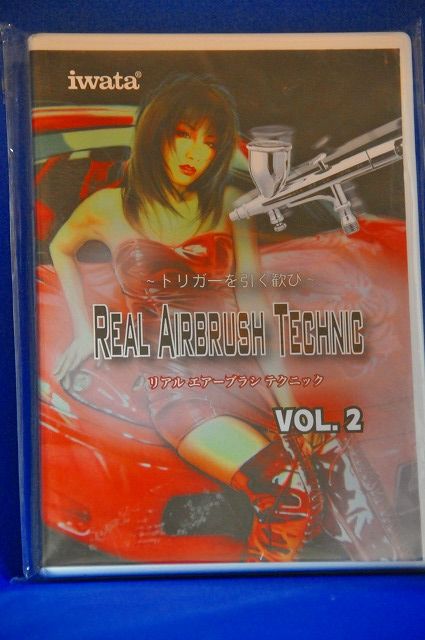 iwata®
～トリガーを引く歓び～
REAL AIRBRUSH TECHNIC
リアル エアーブラシ テクニック
VOL. 2